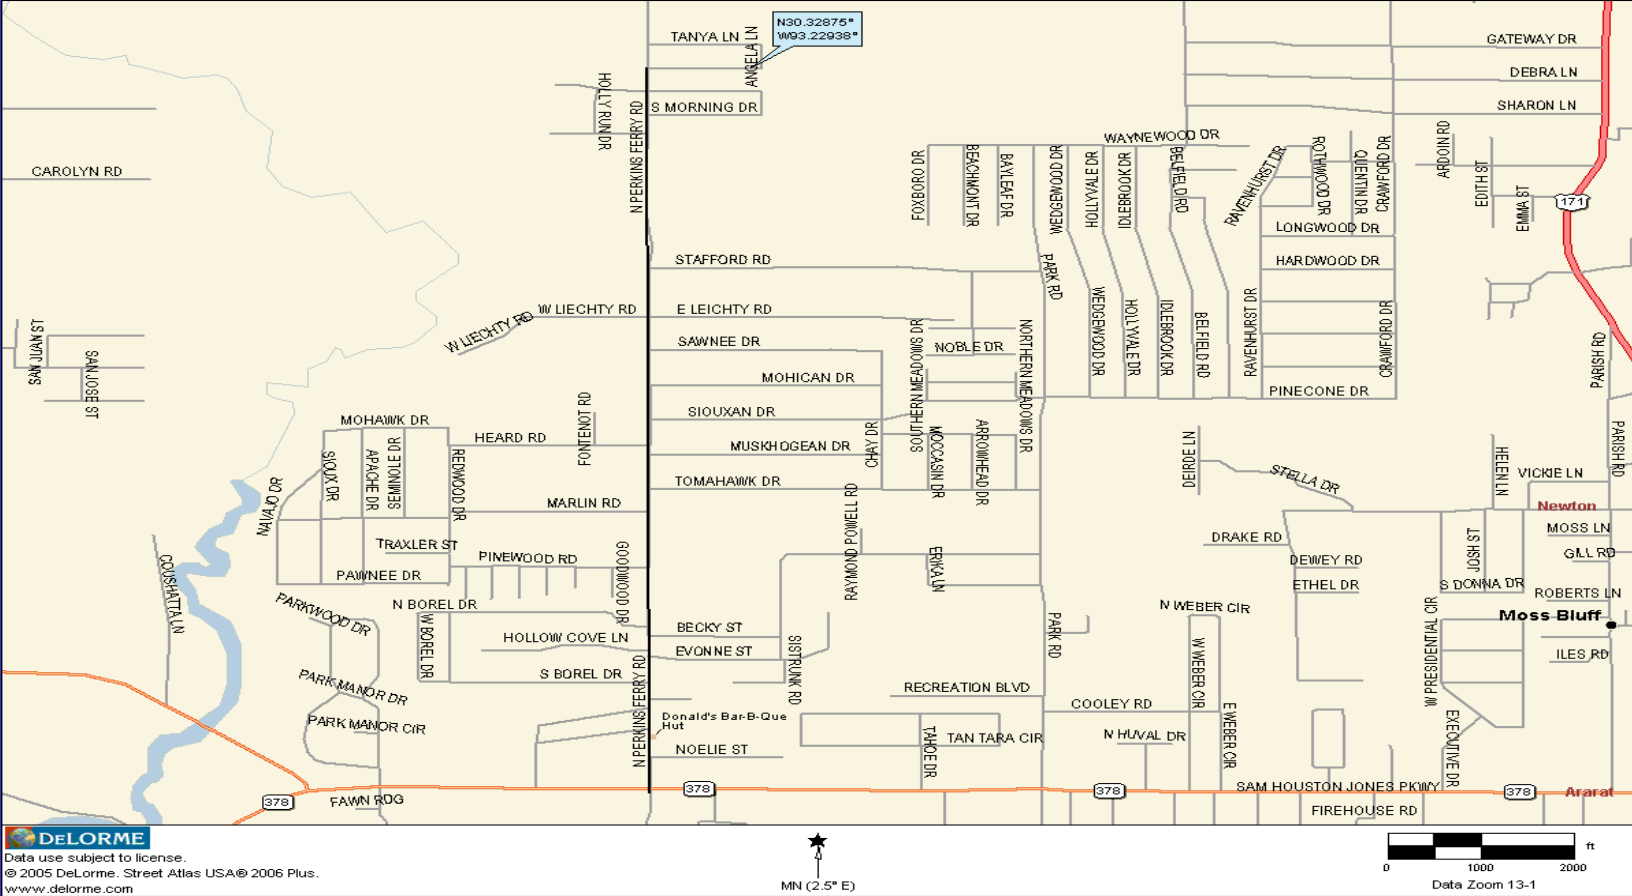 N30.32875°
W93.22938°
TANYA LN
ANGELA LN
GATEWAY DR
DEBRA LN
SHARON LN
HOLLY RUN DR
S MORNING DR
N PERKINS FERRY RD
CAROLYN RD
WAYNEWOOD DR
FOXBORO DR
BEACHMONT DR
BAYLEAF DR
WEDGEWOOD DR
HOLLYVALE DR
IDLEBROOK DR
BELFIELD RD
RAVENHURST DR
ROTHWOOD DR
QUENTIN DR
CRAWFORD DR
ARDOIN RD
EDITH ST
EMMA ST
171
LONGWOOD DR
STAFFORD RD
HARDWOOD DR
PARK RD
W LIECHTY RD
W LIECHTY RD
E LEICHTY RD
WEDGEWOOD DR
HOLLYVALE DR
IDLEBROOK DR
BELFIELD RD
RAVENHURST DR
CRAWFORD DR
SAN JUAN ST
SAN JOSE ST
SAWNEE DR
SOUTHERN MEADOWS DR
NOBLE DR
NORTHERN MEADOWS DR
PARISH RD
MOHICAN DR
PINECONE DR
MOHAWK DR
HEARD RD
FONTENOT RD
SIOUXAN DR
MUSKHOGEAN DR
CHAY DR
MOCCASIN DR
ARROWHEAD DR
DEIRDE LN
STELLA DR
HELEN LN
VICKIE LN
PARISH RD
NAVAJO DR
SIOUX DR
APACHE DR
SEMINOLE DR
REDWOOD DR
TOMAHAWK DR
MARLIN RD
RAYMOND POWELL RD
Newton
MOSS LN
DRAKE RD
JOSH ST
GILL RD
TRAXLER ST
PINEWOOD RD
GOODWOOD DR
ERIKA LN
DEWEY RD
COUSHATTA LN
PAWNEE DR
ETHEL DR
S DONNA DR
ROBERTS LN
PARKWOOD DR
N BOREL DR
W BOREL DR
N WEBER CIR
Moss Bluff
BECKY ST
HOLLOW COVE LN
EVONNE ST
SISTRUNK RD
PARK RD
W WEBER CIR
W PRESIDENTIAL CIR
ILES RD
PARK MANOR DR
S BOREL DR
N PERKINS FERRY RD
RECREATION BLVD
COOLEY RD
E WEBER CIR
EXECUTIVE DR
PARK MANOR CIR
Donald's Bar-B-Que
Hut
NOELIE ST
TAHOE DR
TAN TARA CIR
N HUVAL DR
378
FAWN RDG
378
378
SAM HOUSTON JONES PKWY
378
Ararat
FIREHOUSE RD
DELORME
Data use subject to license.
© 2005 DeLorme. Street Atlas USA® 2006 Plus.
www.delorme.com
MN (2.5° E)
ft
0 1000 2000
Data Zoom 13-1